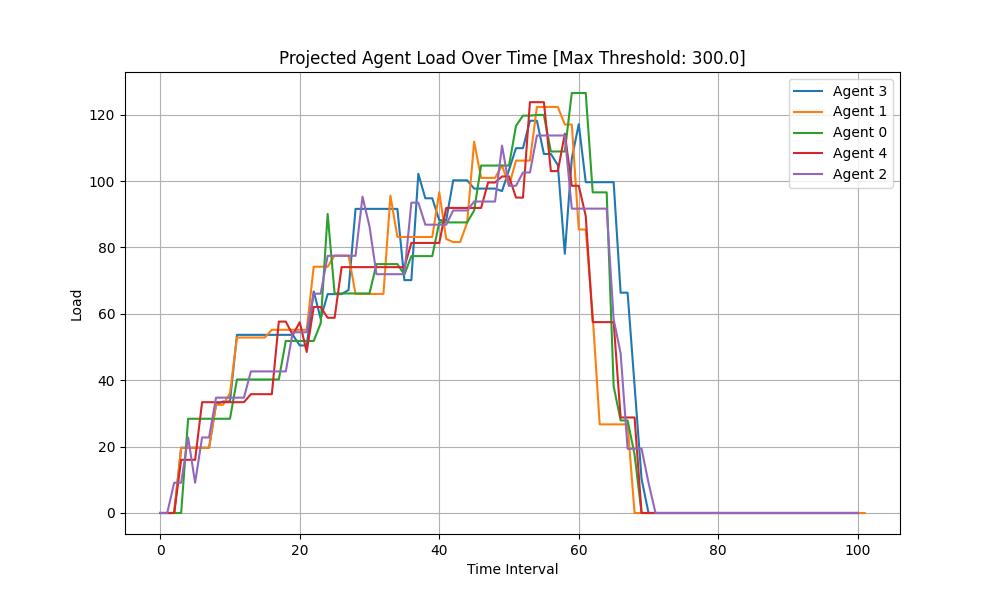 Projected Agent Load Over Time [Max Threshold: 300.0]
Load
120
100
80
60
40
20
0
0 20 40 60 80 100
Time Interval
Agent 3
Agent 1
Agent 0
Agent 4
Agent 2